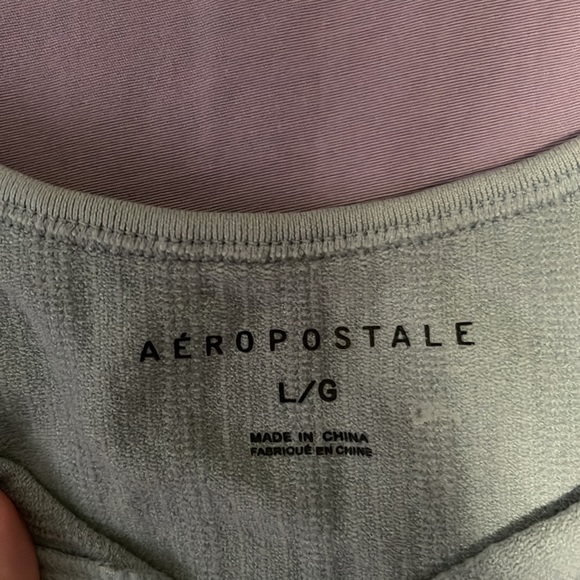 AÉROPOSTALE
L/G
MADE IN CHINA
FABRIQUÉ EN CHINE